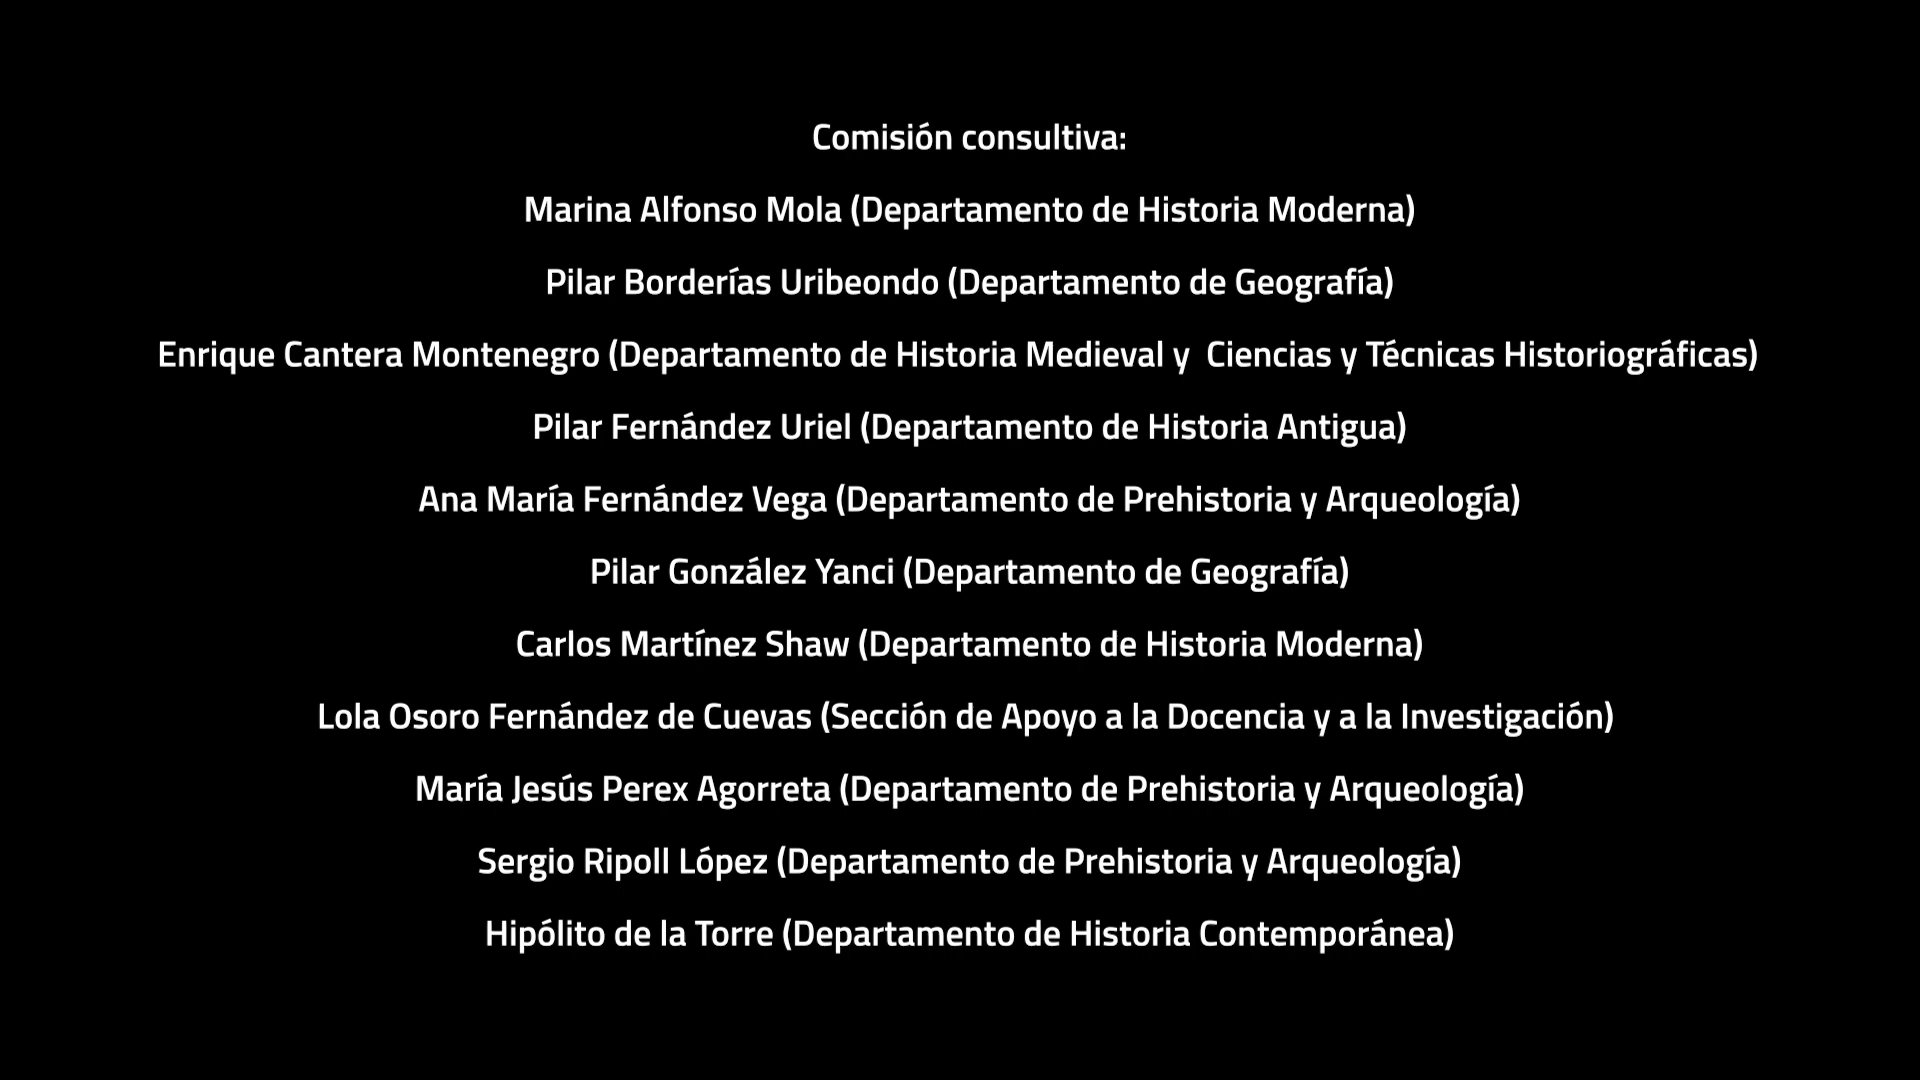 Comisión consultiva:
Marina Alfonso Mola (Departamento de Historia Moderna)
Pilar Borderías Uribeondo (Departamento de Geografía)
Enrique Cantera Montenegro (Departamento de Historia Medieval y  Ciencias y Técnicas Historiográficas)
Pilar Fernández Uriel (Departamento de Historia Antigua)
Ana María Fernández Vega (Departamento de Prehistoria y Arqueología)
Pilar González Yanci (Departamento de Geografía)
Carlos Martínez Shaw (Departamento de Historia Moderna)
Lola Osoro Fernández de Cuevas (Sección de Apoyo a la Docencia y a la Investigación)
María Jesús Perex Agorreta (Departamento de Prehistoria y Arqueología)
Sergio Ripoll López (Departamento de Prehistoria y Arqueología)
Hipólito de la Torre (Departamento de Historia Contemporánea)